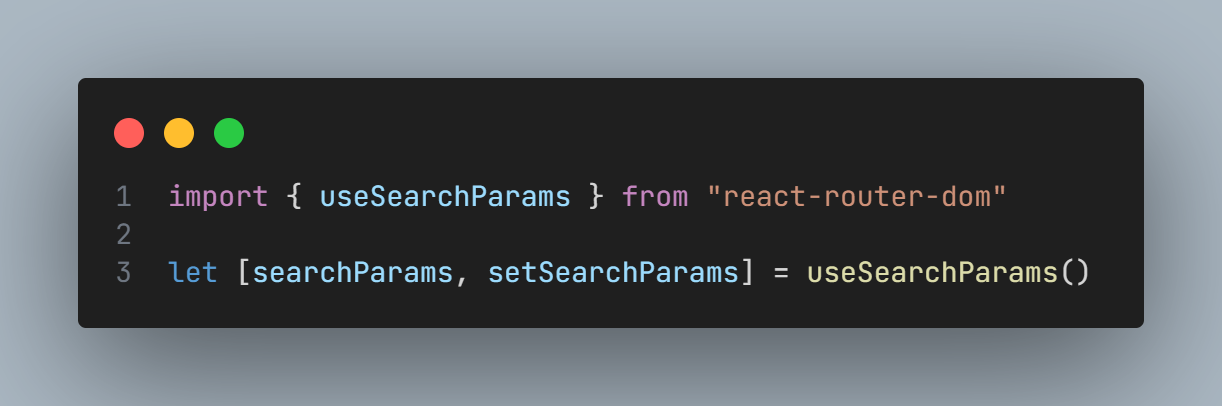 1 import { useSearchParams } from "react-router-dom"
2
3 let [searchParams, setSearchParams] = useSearchParams()